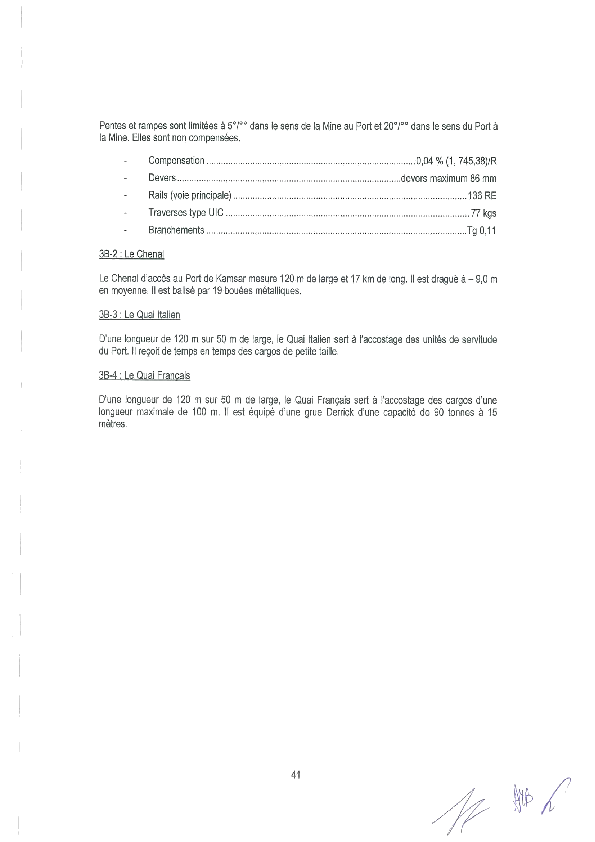 Pentes et rampes sont limitées à 5°/°° dans le sens de la Mine au Port et 20°/°° dans le sens du Port à
la Mine. Elles sont non compensées.
- Compensation ........ 0,04 % (1, 745,38)/R
- Devers ........ devers maximum 86 mm
- Rails (voie principale) ........ 136 RE
- Traverses type UIC ........ 77 kgs
- Branchements ........ Tg 0,11
3B-2 : Le Chenal
Le Chenal d'accès au Port de Kamsar mesure 120 m de large et 17 km de long. Il est dragué à – 9,0 m
en moyenne. Il est balisé par 19 bouées métalliques.
3B-3 : Le Quai Italien
D'une longueur de 120 m sur 50 m de large, le Quai Italien sert à l'accostage des unités de servitude
du Port. Il reçoit de temps en temps des cargos de petite taille.
3B-4 : Le Quai Français
D'une longueur de 120 m sur 50 m de large, le Quai Français sert à l'accostage des cargos d'une
longueur maximale de 100 m. Il est équipé d'une grue Derrick d'une capacité de 90 tonnes à 15
mètres.
41